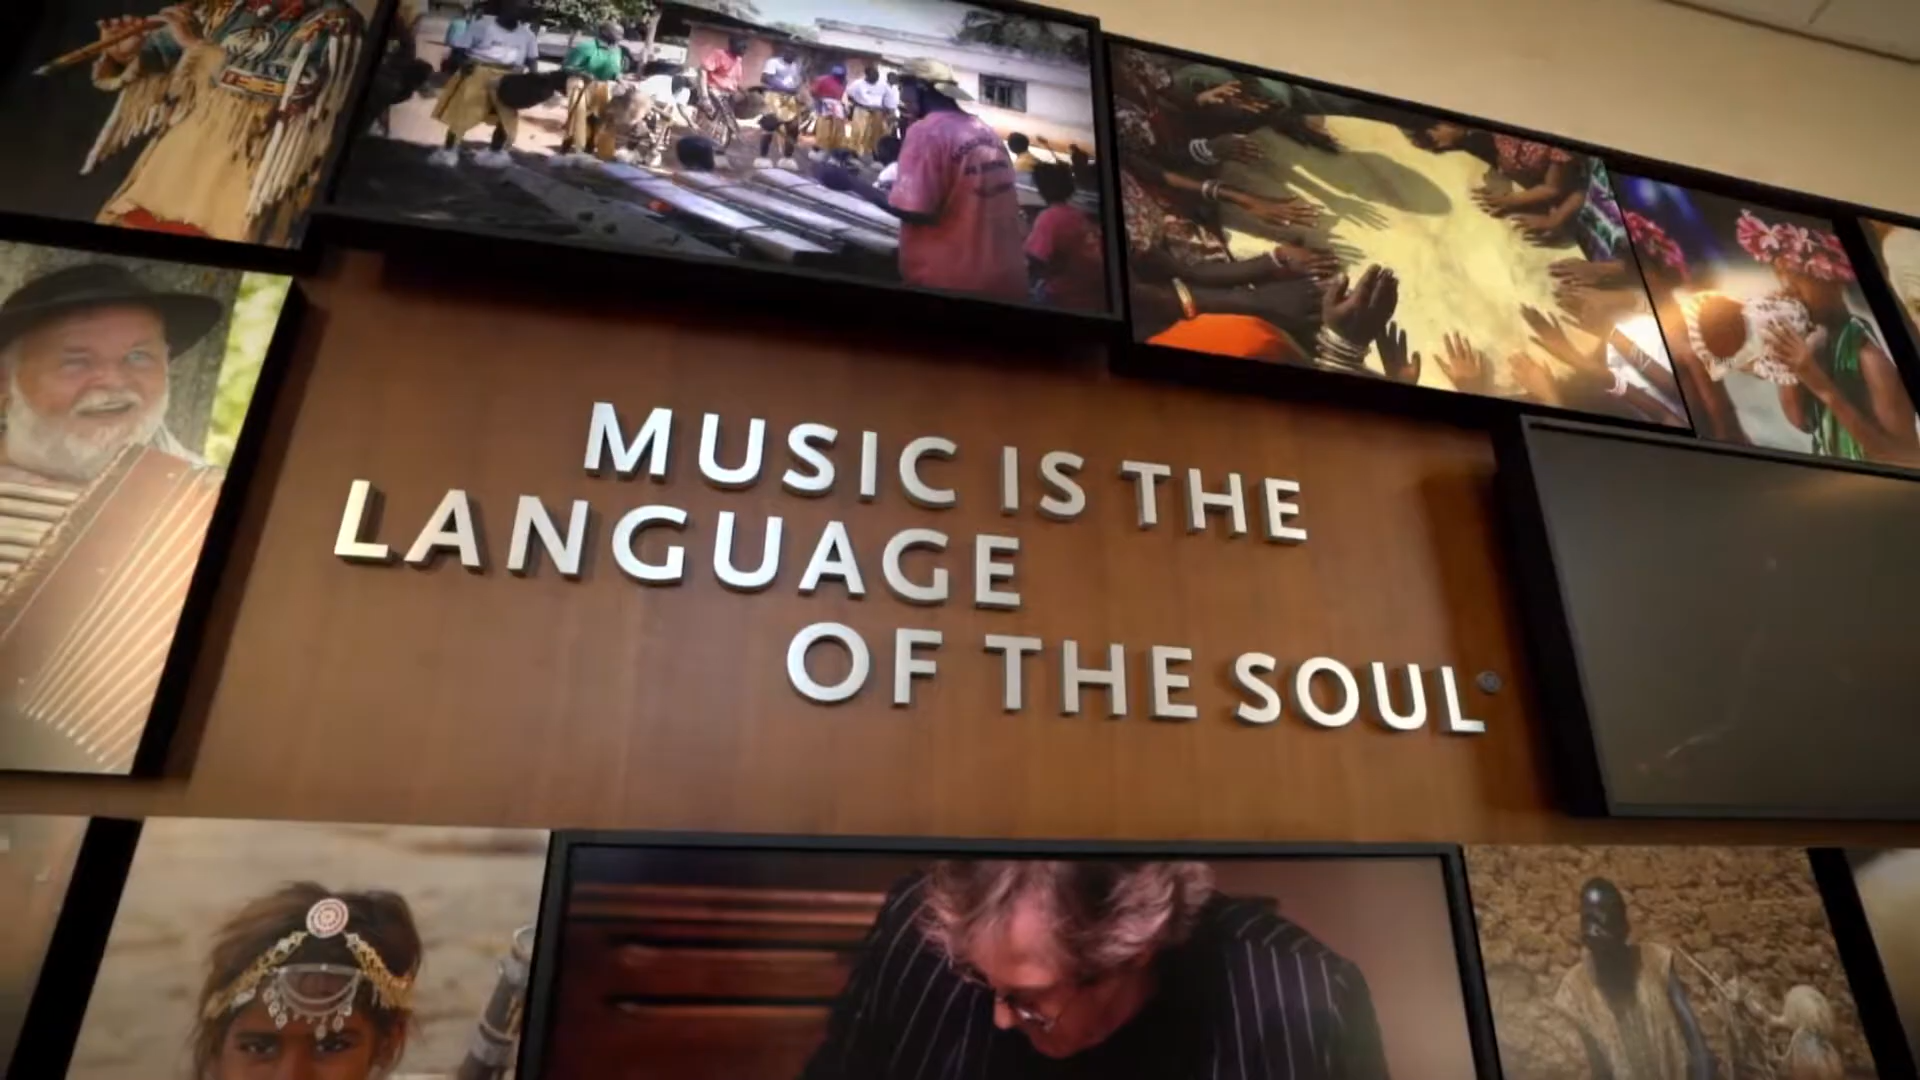 MUSIC IS THE
LANGUAGE
OF THE SOUL